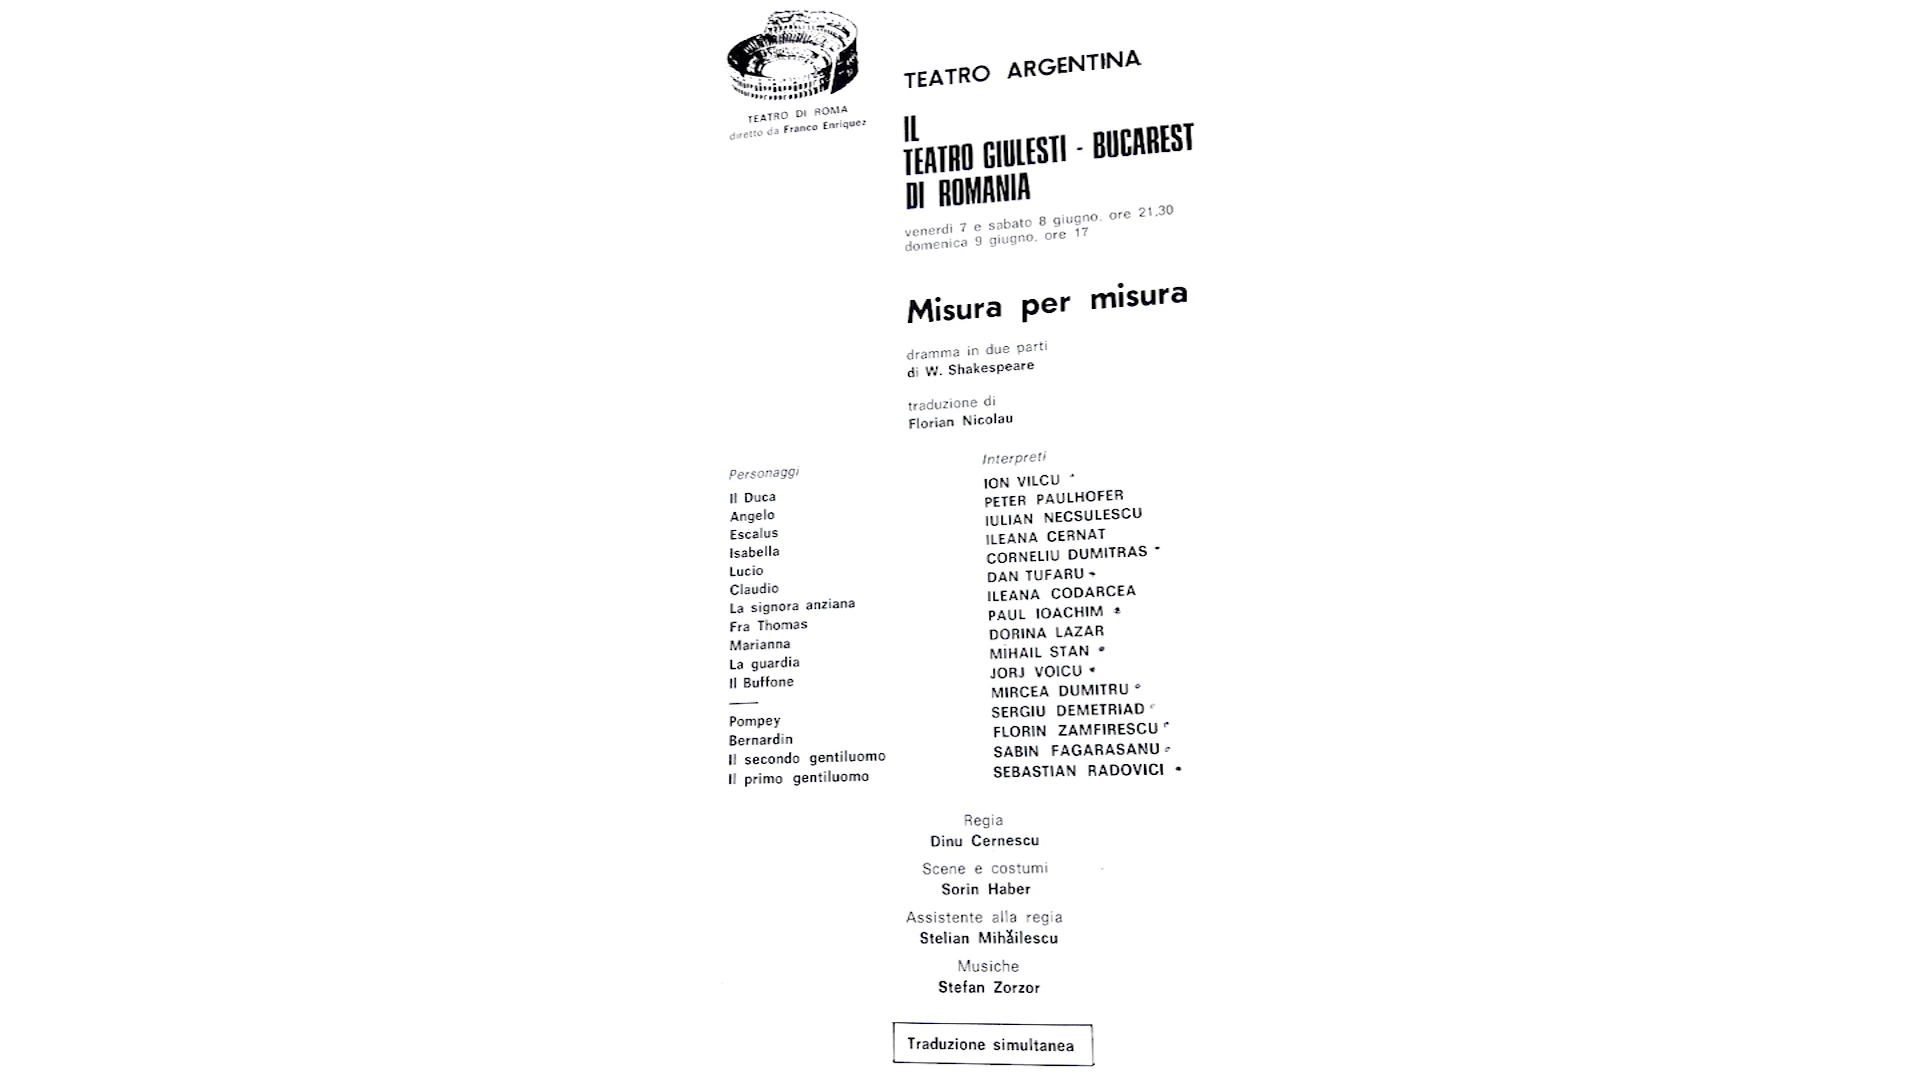 TEATRO DI ROMA
diretto da Franco Enriquez
TEATRO ARGENTINA
IL
TEATRO GIULESTI - BUCAREST
DI ROMANIA
venerdì 7 e sabato 8 giugno, ore 21,30
domenica 9 giugno, ore 17
Misura per misura
dramma in due parti
di W. Shakespeare
traduzione di
Florian Nicolau
Personaggi
Il Duca
Angelo
Escalus
Isabella
Lucio
Claudio
La signora anziana
Fra Thomas
Marianna
La guardia
Il Buffone
Pompey
Bernardin
Il secondo gentiluomo
Il primo gentiluomo
Interpreti
ION VILCU
PETER PAULHOFER
IULIAN NECSULESCU
ILEANA CERNAT
CORNELIU DUMITRAS
DAN TUFARU
ILEANA CODARCEA
PAUL IOACHIM
DORINA LAZAR
MIHAIL STAN
JORJ VOICU
MIRCEA DUMITRU
SERGIU DEMETRIAD
FLORIN ZAMFIRESCU
SABIN FAGARASANU
SEBASTIAN RADOVICI
Regia
Dinu Cernescu
Scene e costumi
Sorin Haber
Assistente alla regia
Stelian Mihăilescu
Musiche
Stefan Zorzor
Traduzione simultanea